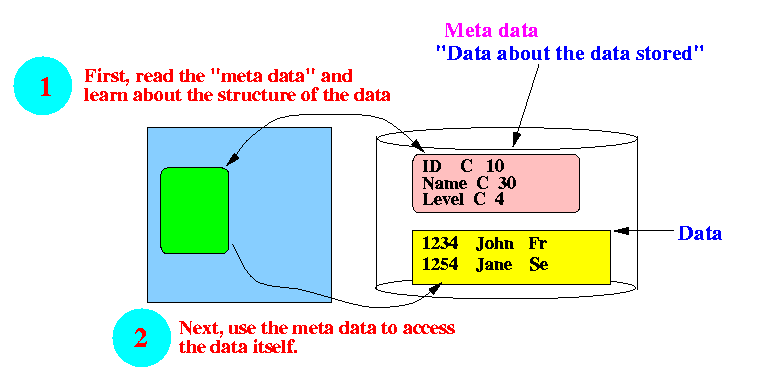 Meta data
"Data about the data stored"
1
First, read the "meta data" and
learn about the structure of the data
ID C 10
Name C 30
Level C 4
1234 John Fr
1254 Jane Se
Data
2
Next, use the meta data to access
the data itself.